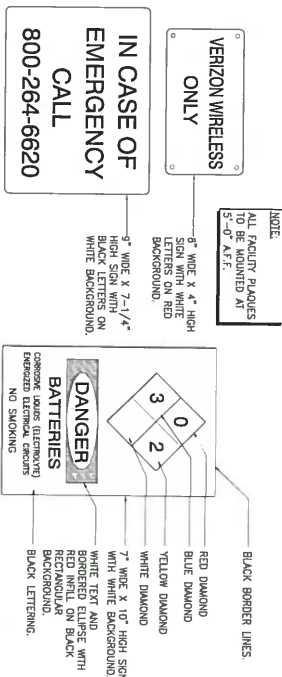 NOTE:
ALL FACILITY PLAQUES
TO BE MOUNTED AT
5'-0" A.F.F.
VERIZON WIRELESS
ONLY
8" WIDE X 4" HIGH
SIGN WITH WHITE
LETTERS ON RED
BACKGROUND.
IN CASE OF
EMERGENCY
CALL
800-264-6620
9" WIDE X 7-1/4"
HIGH SIGN WITH
BLACK LETTERS ON
WHITE BACKGROUND.
0
3
2
DANGER
BATTERIES
CORROSIVE LIQUIDS (ELECTROLYTE)
ENERGIZED ELECTRICAL CIRCUITS
NO SMOKING
BLACK BORDER LINES.
RED DIAMOND
BLUE DIAMOND
YELLOW DIAMOND
WHITE DIAMOND
7" WIDE X 10" HIGH SIGN
WITH WHITE BACKGROUND.
WHITE TEXT AND
BORDERED ELLIPSE WITH
RED INFILL ON BLACK
RECTANGULAR
BACKGROUND.
BLACK LETTERING.